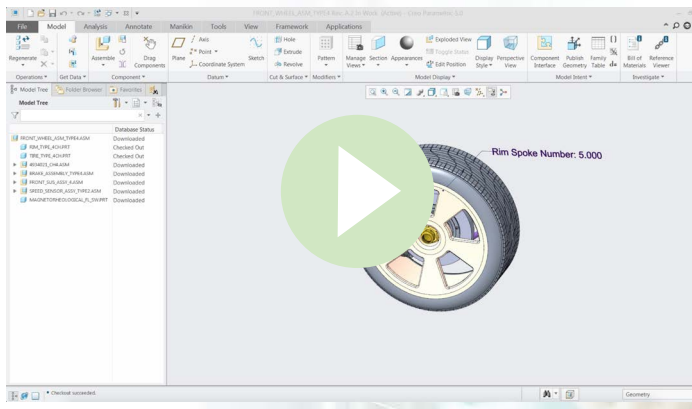 FRONT_WHEEL_ASM_TYPE4 Rev. A.2 In Work (Active) - Creo Parametric
File Model Analysis Annotate Manikin Tools View Framework Applications
Regenerate
Assemble
Drag
Components
Plane
Axis
Point
Coordinate System
Sketch
Hole
Extrude
Revolve
Pattern
Manage
Views
Section
Appearances
Exploded View
Toggle Status
Edit Position
Display
Style
Perspective
View
Component
Interface
Publish
Geometry
Family
Table
Bill of
Materials
Reference
Viewer
Operations Get Data Component Datum Cut & Surface Modifiers Model Display Model Intent Investigate
Model Tree Folder Browser Favorites
Model Tree
Database Status
FRONT_WHEEL_ASM_TYPE4.ASM Downloaded
RIM_TYPE_4CH.PRT Checked Out
TIRE_TYPE_4CH.PRT Checked Out
Downloaded
BRAKE_ASSEMBLY_TYPE4.ASM Downloaded
Downloaded
SPEED_SENSOR_ASSY_TYPE2.ASM Downloaded
Downloaded
Rim Spoke Number: 5.000
• Checkout succeeded.
Geometry